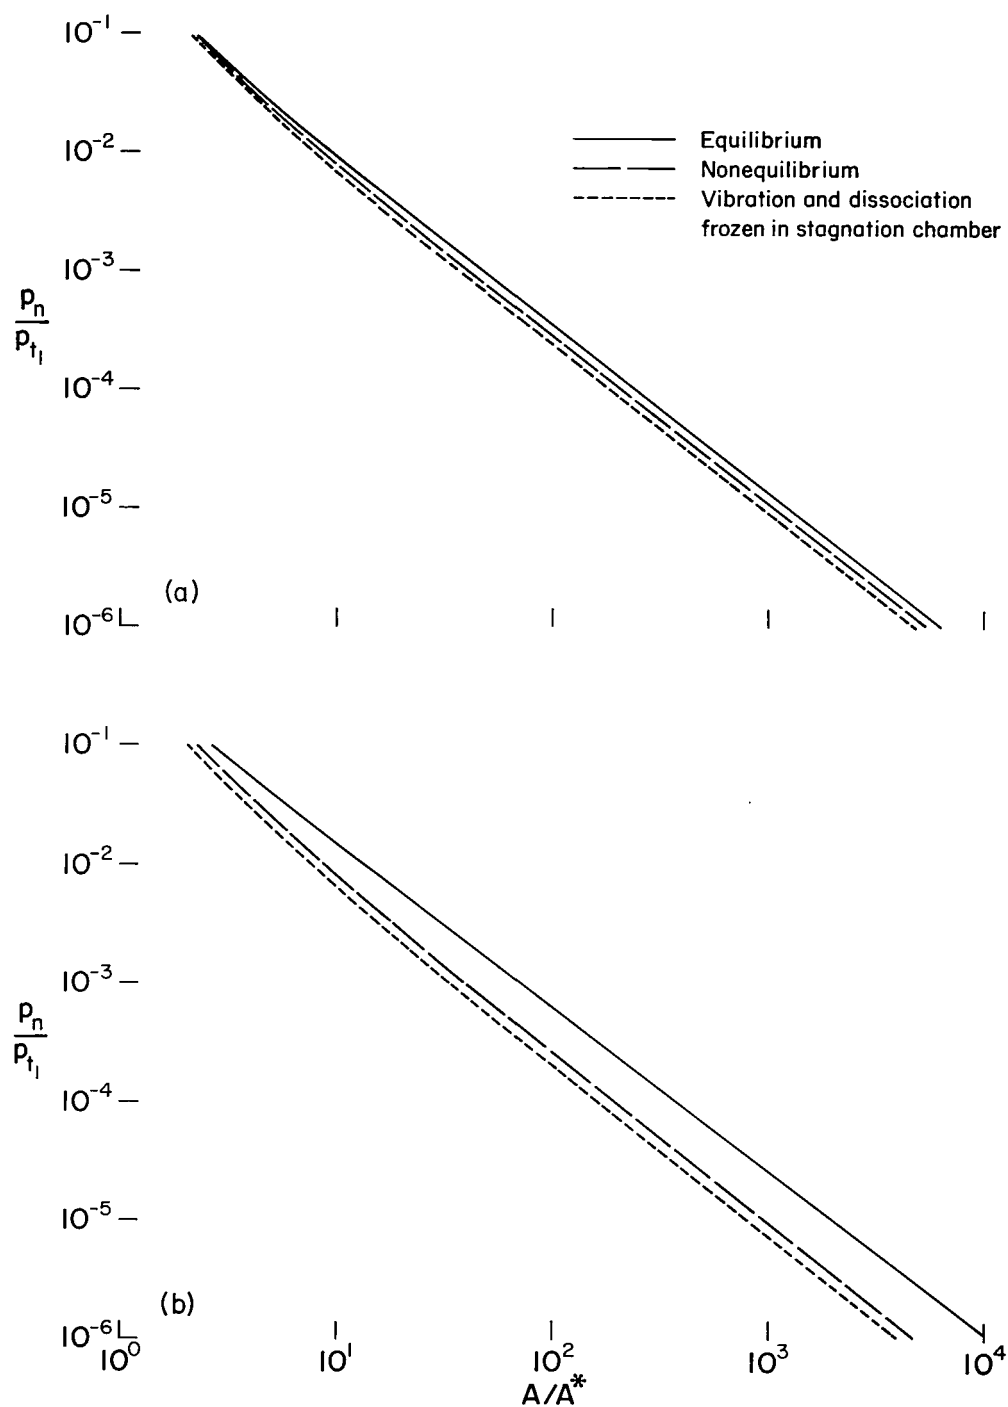 10⁻¹
10⁻²
10⁻³
10⁻⁴
10⁻⁵
10⁻⁶
pₙ
p_t₁
Equilibrium
Nonequilibrium
Vibration and dissociation
frozen in stagnation chamber
(a)
10⁻¹
10⁻²
10⁻³
10⁻⁴
10⁻⁵
10⁻⁶
pₙ
p_t₁
(b)
10⁰ 10¹ 10² 10³ 10⁴
A/A*